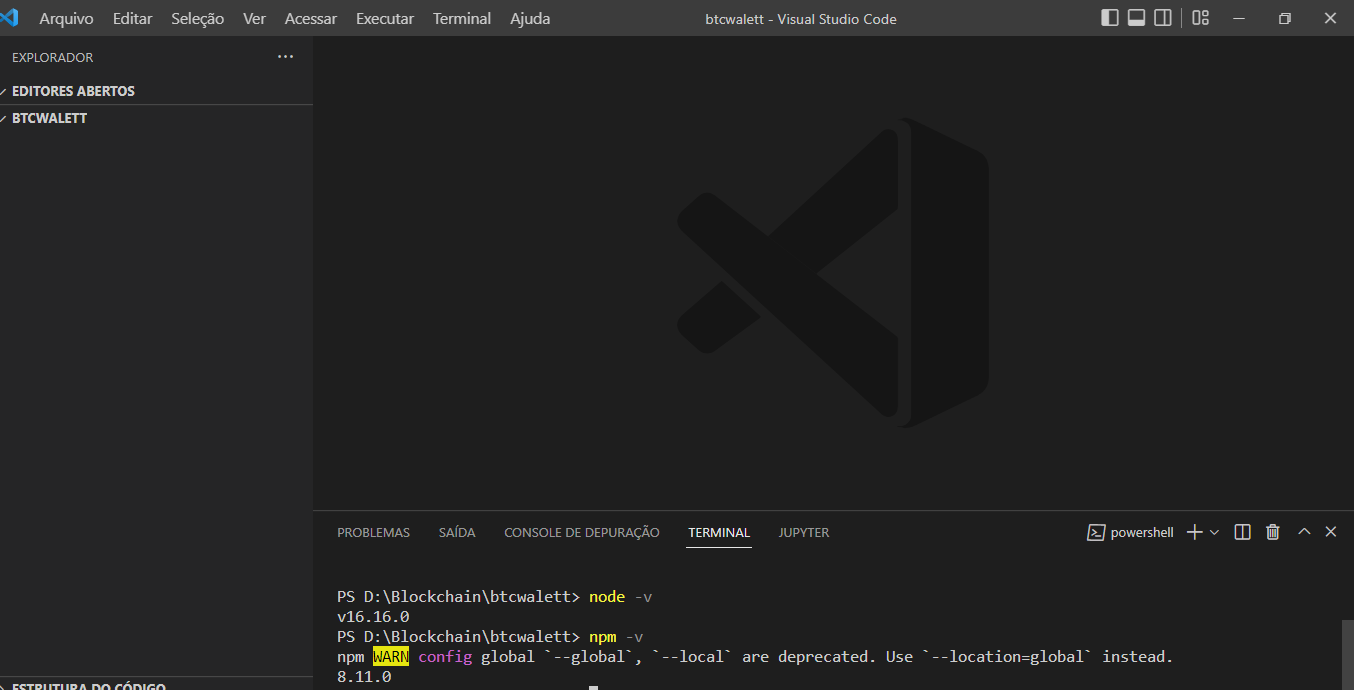 Arquivo Editar Seleção Ver Acessar Executar Terminal Ajuda btcwalett - Visual Studio Code
EXPLORADOR
EDITORES ABERTOS
BTCWALETT
PROBLEMAS SAÍDA CONSOLE DE DEPURAÇÃO TERMINAL JUPYTER powershell
PS D:\Blockchain\btcwalett> node -v
v16.16.0
PS D:\Blockchain\btcwalett> npm -v
npm WARN config global `--global`, `--local` are deprecated. Use `--location=global` instead.
8.11.0
ESTRUTURA DO CÓDIGO